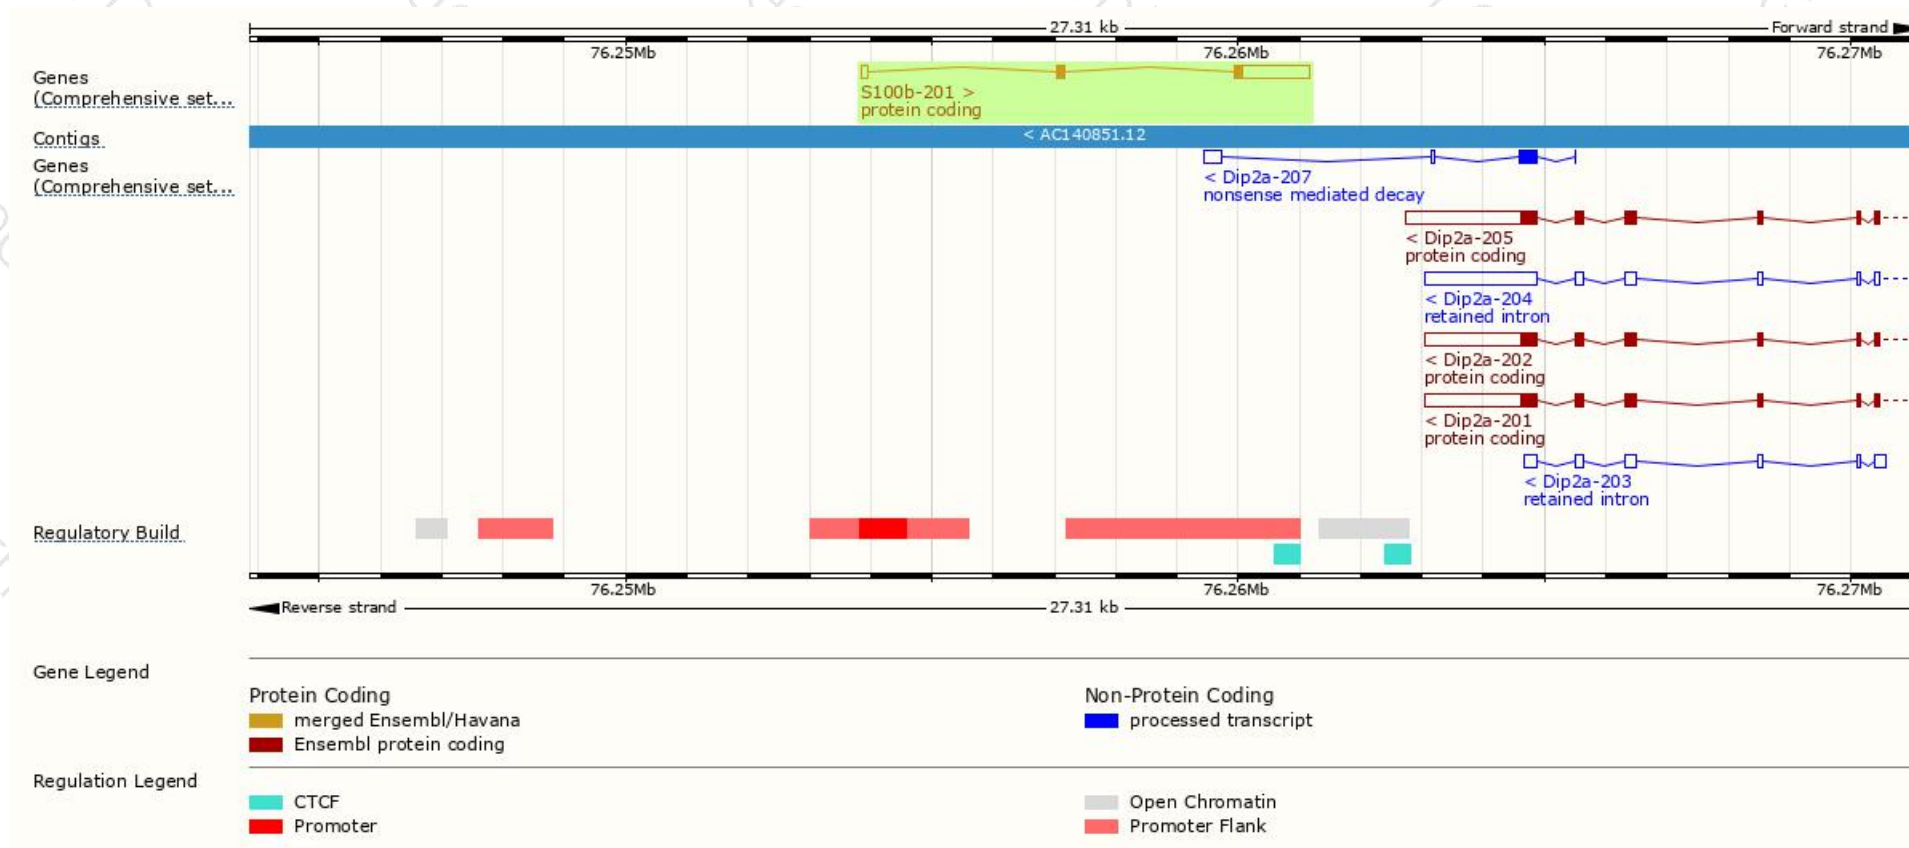 27.31 kb
Forward strand
76.25Mb 76.26Mb 76.27Mb
Genes
(Comprehensive set...
S100b-201 >
protein coding
Contigs
< AC140851.12
Genes
(Comprehensive set...
< Dip2a-207
nonsense mediated decay
< Dip2a-205
protein coding
< Dip2a-204
retained intron
< Dip2a-202
protein coding
< Dip2a-201
protein coding
< Dip2a-203
retained intron
Regulatory Build
76.25Mb 76.26Mb 76.27Mb
Reverse strand
27.31 kb
Gene Legend
Protein Coding
merged Ensembl/Havana
Ensembl protein coding
Non-Protein Coding
processed transcript
Regulation Legend
CTCF
Promoter
Open Chromatin
Promoter Flank